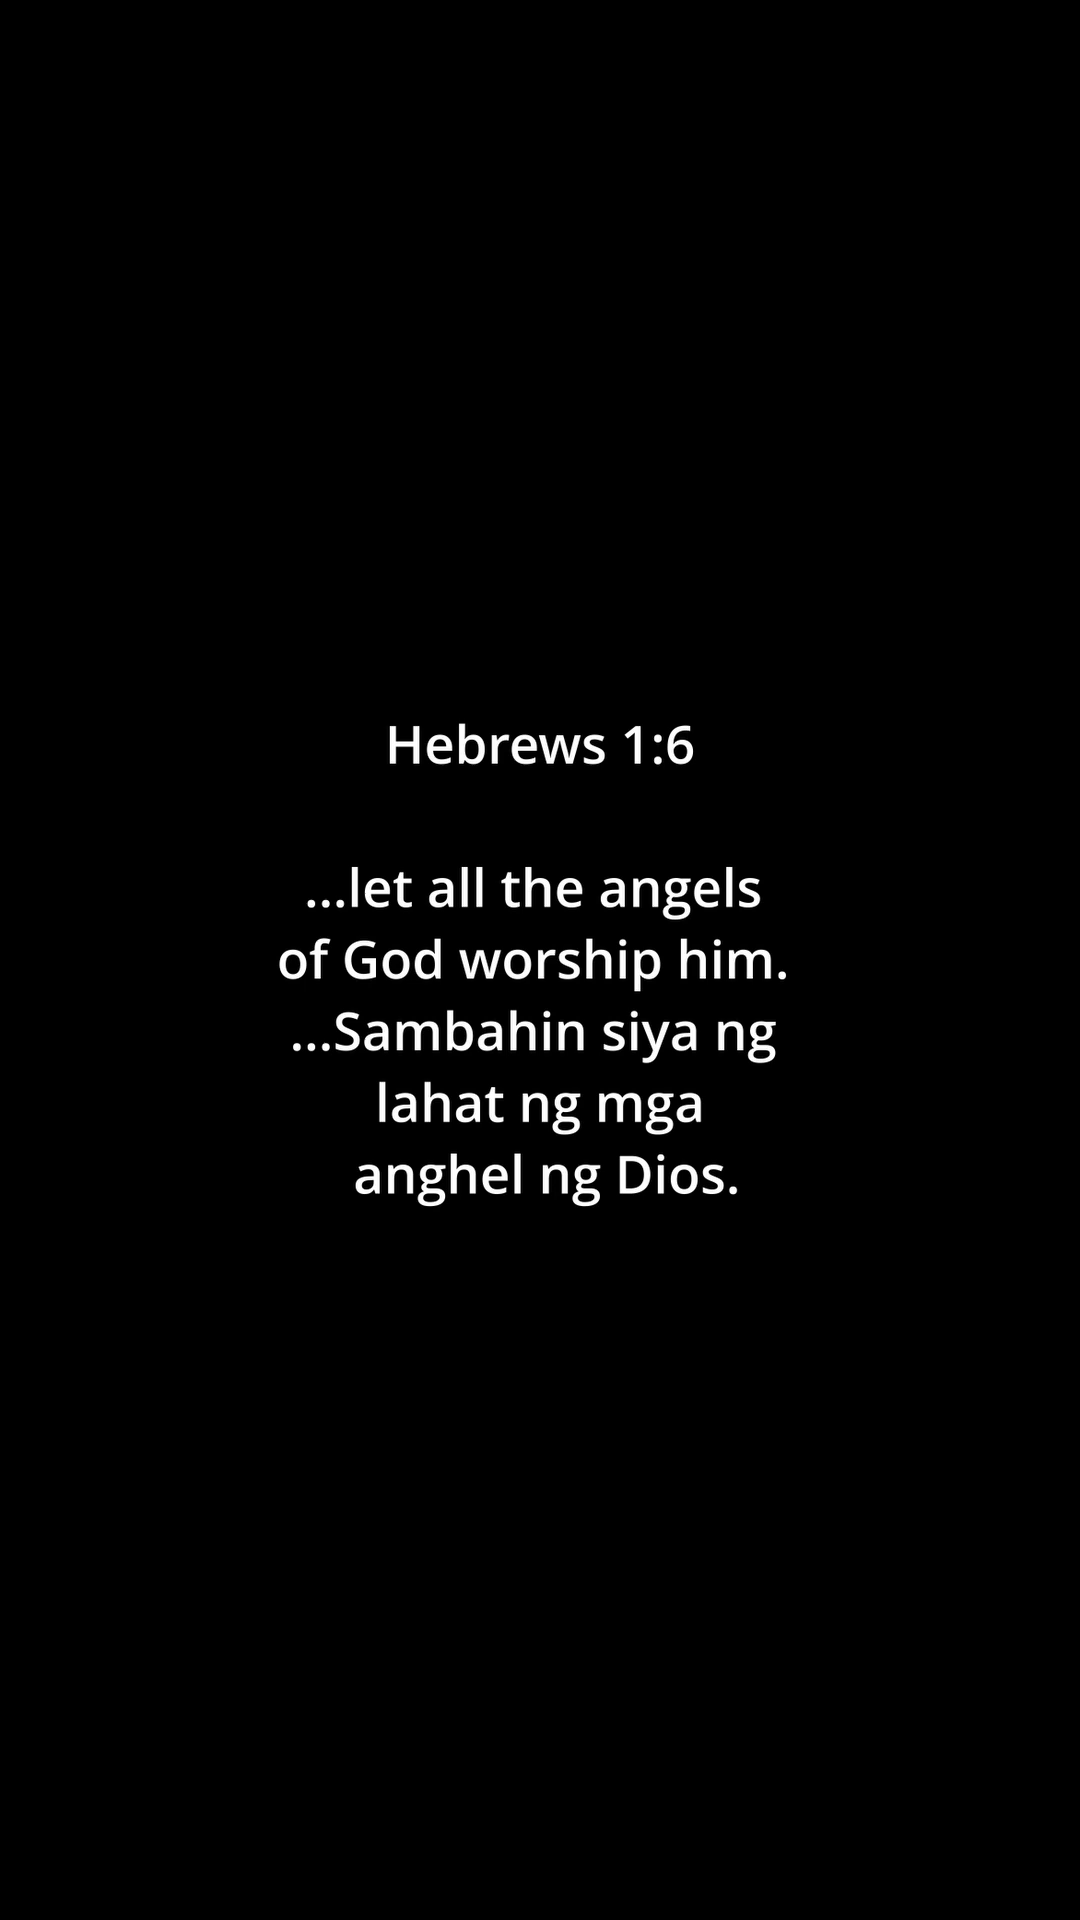 Hebrews 1:6
...let all the angels
of God worship him.
...Sambahin siya ng
lahat ng mga
anghel ng Dios.